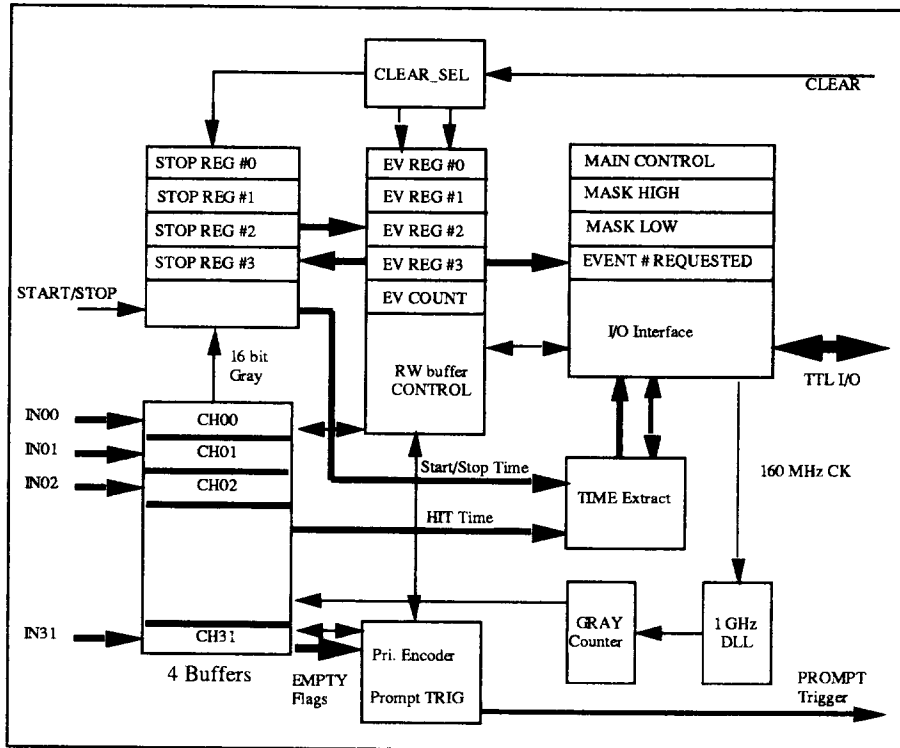 CLEAR_SEL
CLEAR
STOP REG #0
STOP REG #1
STOP REG #2
STOP REG #3
EV REG #0
EV REG #1
EV REG #2
EV REG #3
EV COUNT
RW buffer
CONTROL
MAIN CONTROL
MASK HIGH
MASK LOW
EVENT # REQUESTED
I/O Interface
START/STOP
TTL I/O
16 bit
Gray
IN00
IN01
IN02
IN31
CH00
CH01
CH02
CH31
4 Buffers
Start/Stop Time
HIT Time
TIME Extract
160 MHz CK
GRAY
Counter
1 GHz
DLL
EMPTY
Flags
Pri. Encoder
Prompt TRIG
PROMPT
Trigger